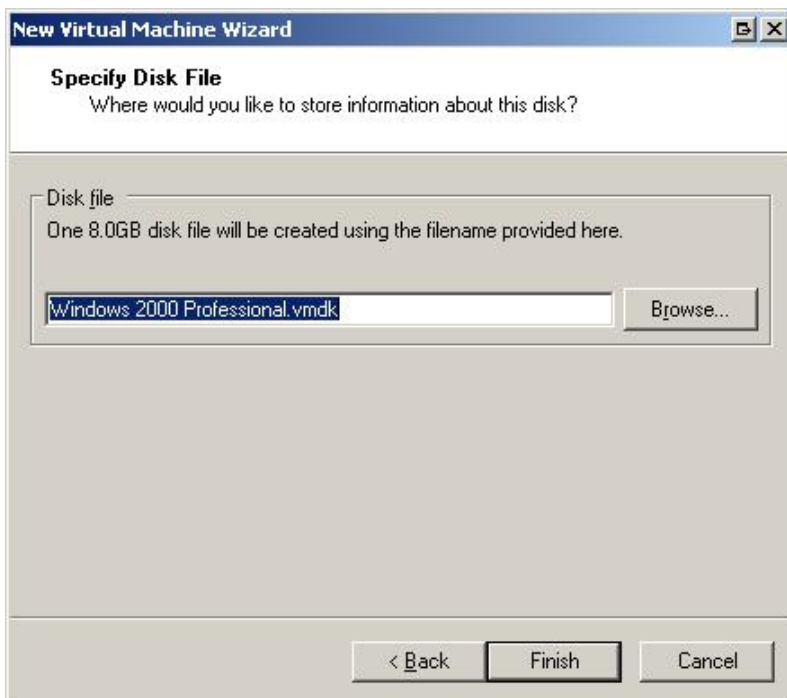 New Virtual Machine Wizard
Specify Disk File
Where would you like to store information about this disk?
Disk file
One 8.0GB disk file will be created using the filename provided here.
Windows 2000 Professional.vmdk
Browse...
< Back
Finish
Cancel